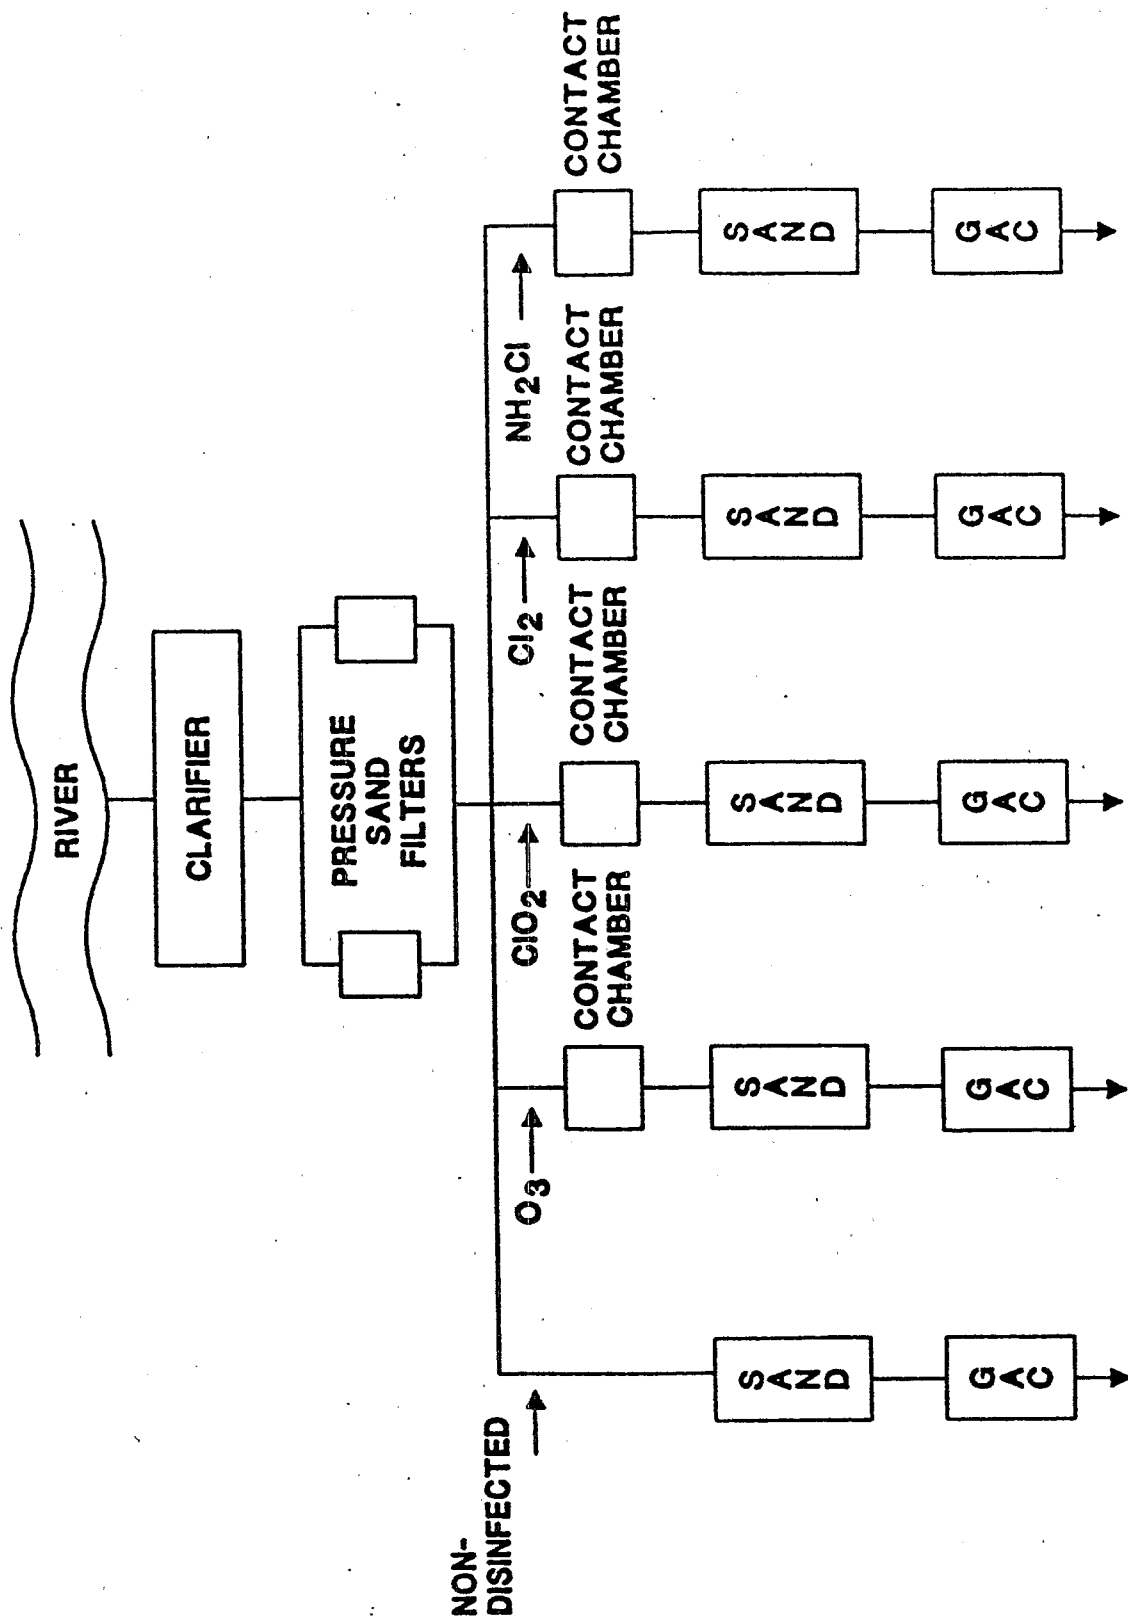 RIVER
CLARIFIER
PRESSURE
SAND
FILTERS
NON-
DISINFECTED
O₃
ClO₂
Cl₂
NH₂Cl
CONTACT
CHAMBER
CONTACT
CHAMBER
CONTACT
CHAMBER
CONTACT
CHAMBER
SAND
SAND
SAND
SAND
SAND
GAC
GAC
GAC
GAC
GAC